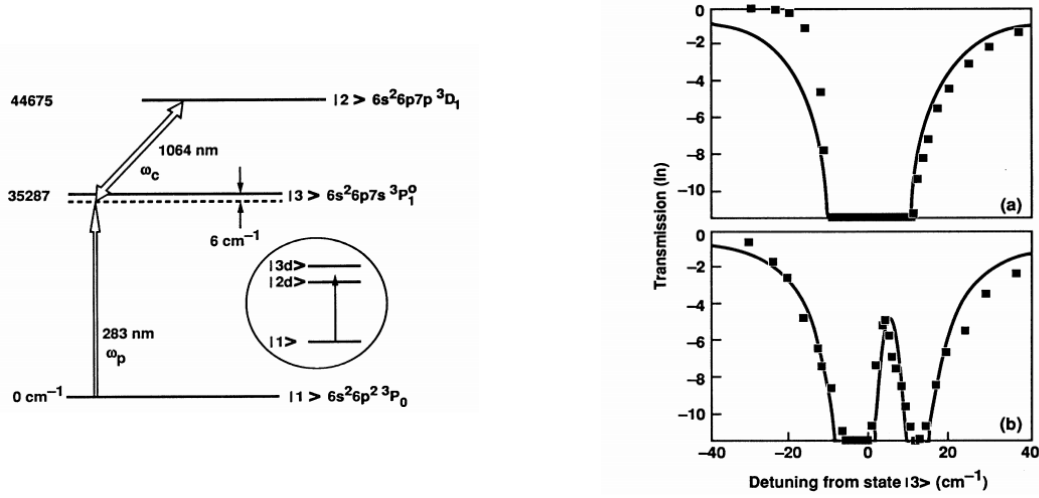 44675
|2> 6s²6p7p ³D₁
1064 nm
ω_c
35287
|3> 6s²6p7s ³P₁⁰
6 cm⁻¹
|3d>
|2d>
|1>
283 nm
ω_p
0 cm⁻¹
|1> 6s²6p² ³P₀
Transmission (ln)
0
−2
−4
−6
−8
−10
(a)
0
−2
−4
−6
−8
−10
(b)
−40 −20 0 20 40
Detuning from state |3> (cm⁻¹)